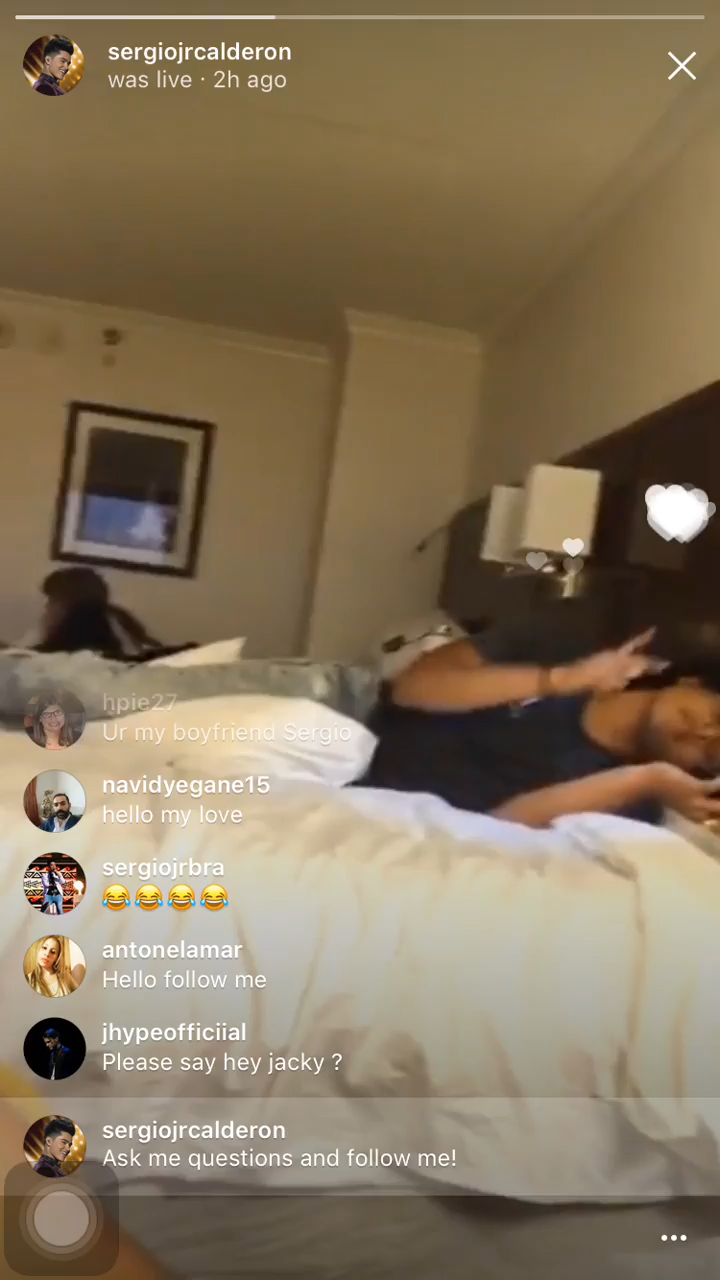 sergiojrcalderon
was live · 2h ago
hpie27
Ur my boyfriend Sergio
navidyegane15
hello my love
sergiojrbra
😂😂😂😂
antonelamar
Hello follow me
jhypeofficiial
Please say hey jacky ?
sergiojrcalderon
Ask me questions and follow me!